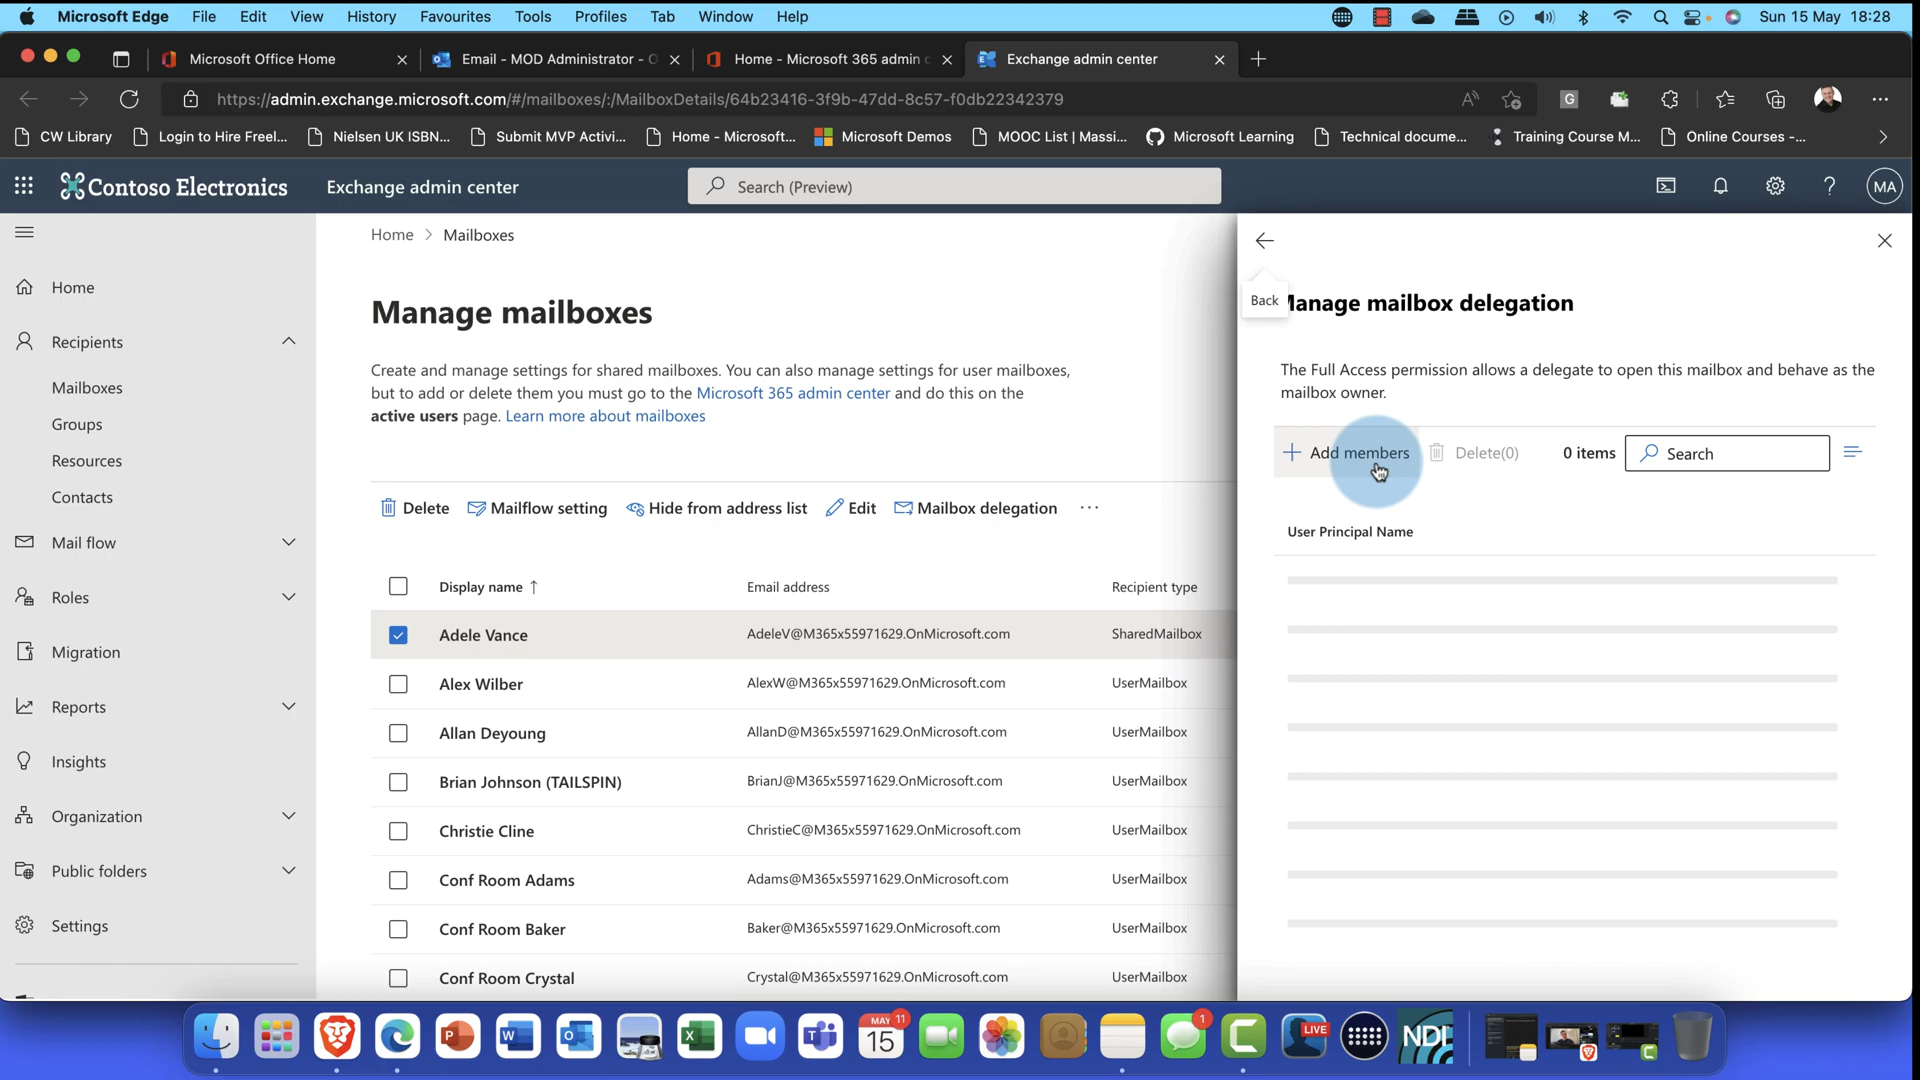 Microsoft Edge File Edit View History Favourites Tools Profiles Tab Window Help Sun 15 May 18:28
Microsoft Office Home Email - MOD Administrator - O Home - Microsoft 365 admin c Exchange admin center
https://admin.exchange.microsoft.com/#/mailboxes/:/MailboxDetails/64b23416-3f9b-47dd-8c57-f0db22342379
CW Library Login to Hire Freel... Nielsen UK ISBN... Submit MVP Activi... Home - Microsoft... Microsoft Demos MOOC List | Massi... Microsoft Learning Technical docume... Training Course M... Online Courses -...
Contoso Electronics Exchange admin center Search (Preview) MA
Home
Recipients
Mailboxes
Groups
Resources
Contacts
Mail flow
Roles
Migration
Reports
Insights
Organization
Public folders
Settings
Home > Mailboxes
Manage mailboxes
Create and manage settings for shared mailboxes. You can also manage settings for user mailboxes,
but to add or delete them you must go to the Microsoft 365 admin center and do this on the
active users page. Learn more about mailboxes
Delete Mailflow setting Hide from address list Edit Mailbox delegation ...
Display name ↑ Email address Recipient type
Adele Vance AdeleV@M365x55971629.OnMicrosoft.com SharedMailbox
Alex Wilber AlexW@M365x55971629.OnMicrosoft.com UserMailbox
Allan Deyoung AllanD@M365x55971629.OnMicrosoft.com UserMailbox
Brian Johnson (TAILSPIN) BrianJ@M365x55971629.OnMicrosoft.com UserMailbox
Christie Cline ChristieC@M365x55971629.OnMicrosoft.com UserMailbox
Conf Room Adams Adams@M365x55971629.OnMicrosoft.com UserMailbox
Conf Room Baker Baker@M365x55971629.OnMicrosoft.com UserMailbox
Conf Room Crystal Crystal@M365x55971629.OnMicrosoft.com UserMailbox
Back
Manage mailbox delegation
The Full Access permission allows a delegate to open this mailbox and behave as the
mailbox owner.
Add members Delete(0) 0 items Search
User Principal Name
MAY 11
15
1
LIVE
NDI